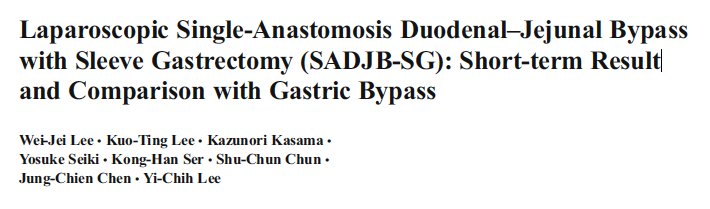 Laparoscopic Single-Anastomosis Duodenal–Jejunal Bypass
with Sleeve Gastrectomy (SADJB-SG): Short-term Result
and Comparison with Gastric Bypass
Wei-Jei Lee • Kuo-Ting Lee • Kazunori Kasama •
Yosuke Seiki • Kong-Han Ser • Shu-Chun Chun •
Jung-Chien Chen • Yi-Chih Lee